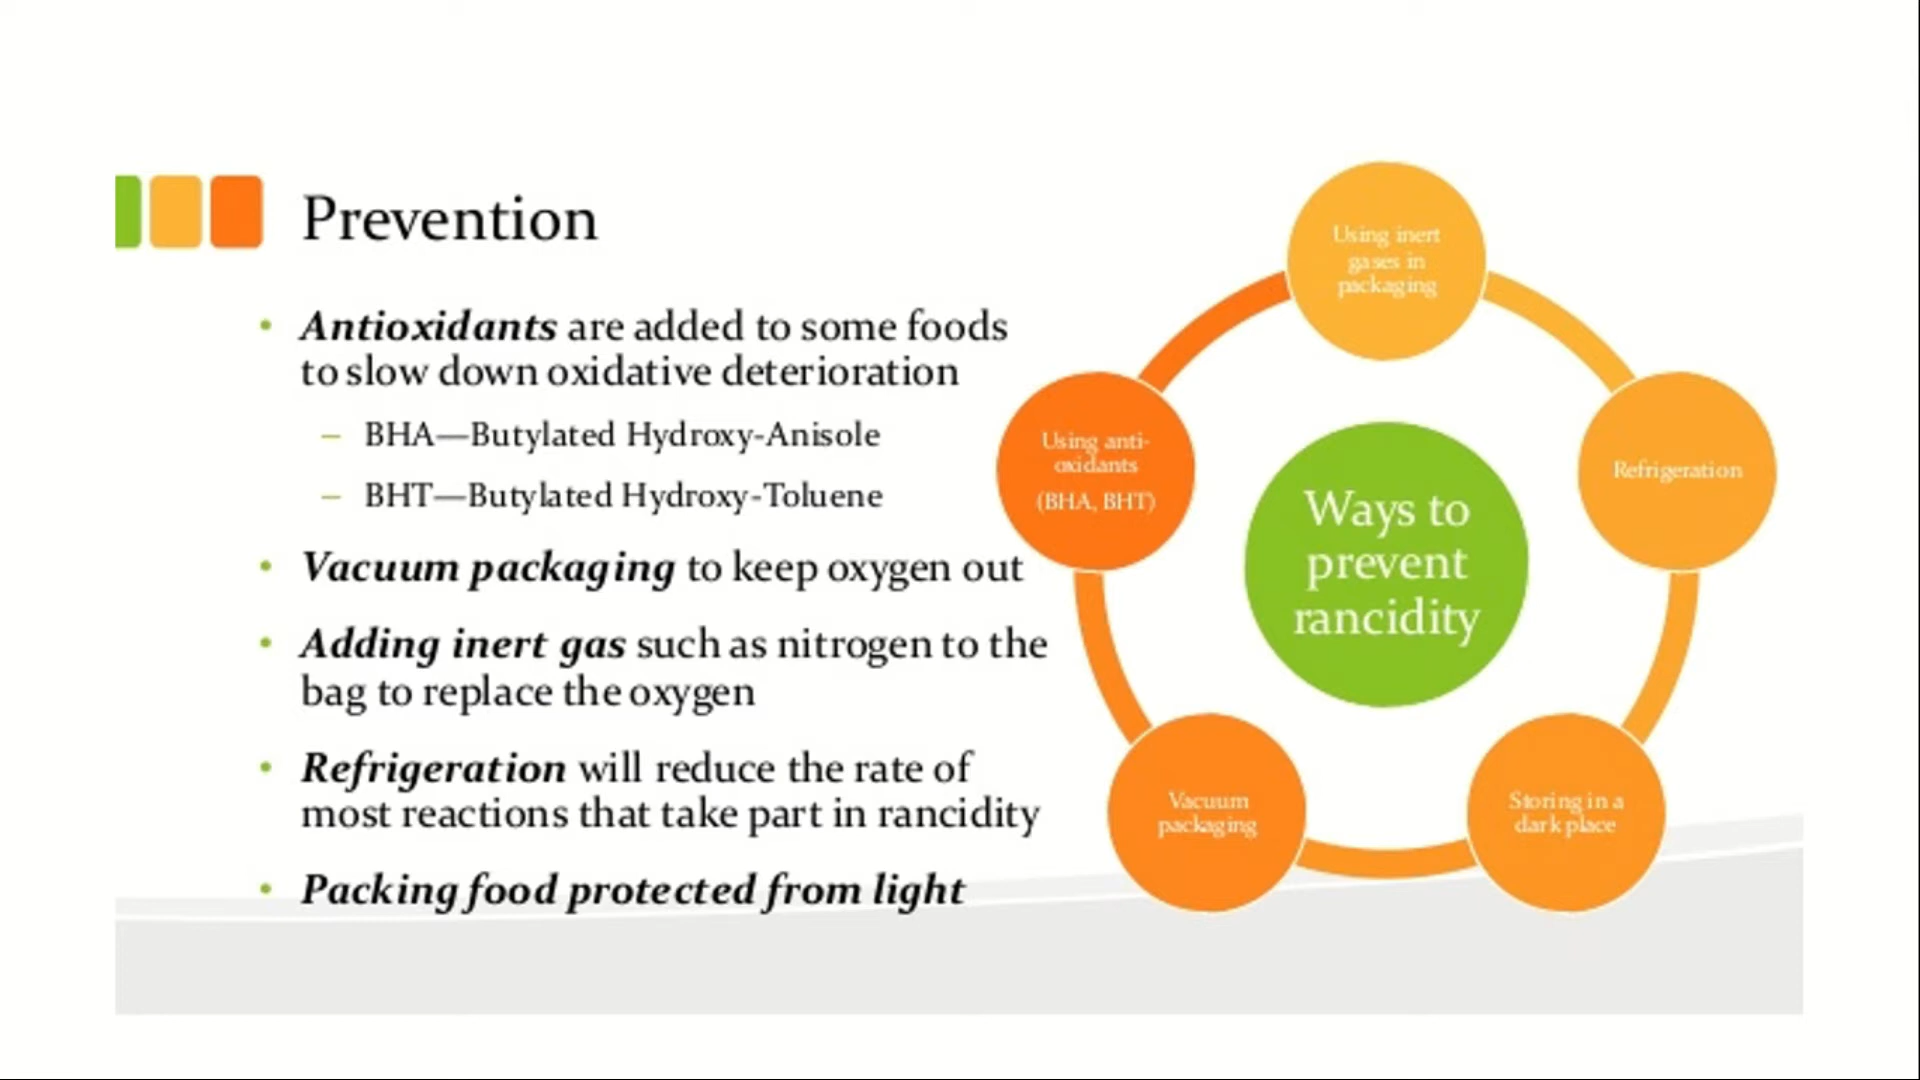 Prevention
• Antioxidants are added to some foods
to slow down oxidative deterioration
– BHA—Butylated Hydroxy-Anisole
– BHT—Butylated Hydroxy-Toluene
• Vacuum packaging to keep oxygen out
• Adding inert gas such as nitrogen to the
bag to replace the oxygen
• Refrigeration will reduce the rate of
most reactions that take part in rancidity
• Packing food protected from light
Using inert
gases in
packaging
Refrigeration
Storing in a
dark place
Vacuum
packaging
Using anti-
oxidants
(BHA, BHT)
Ways to
prevent
rancidity